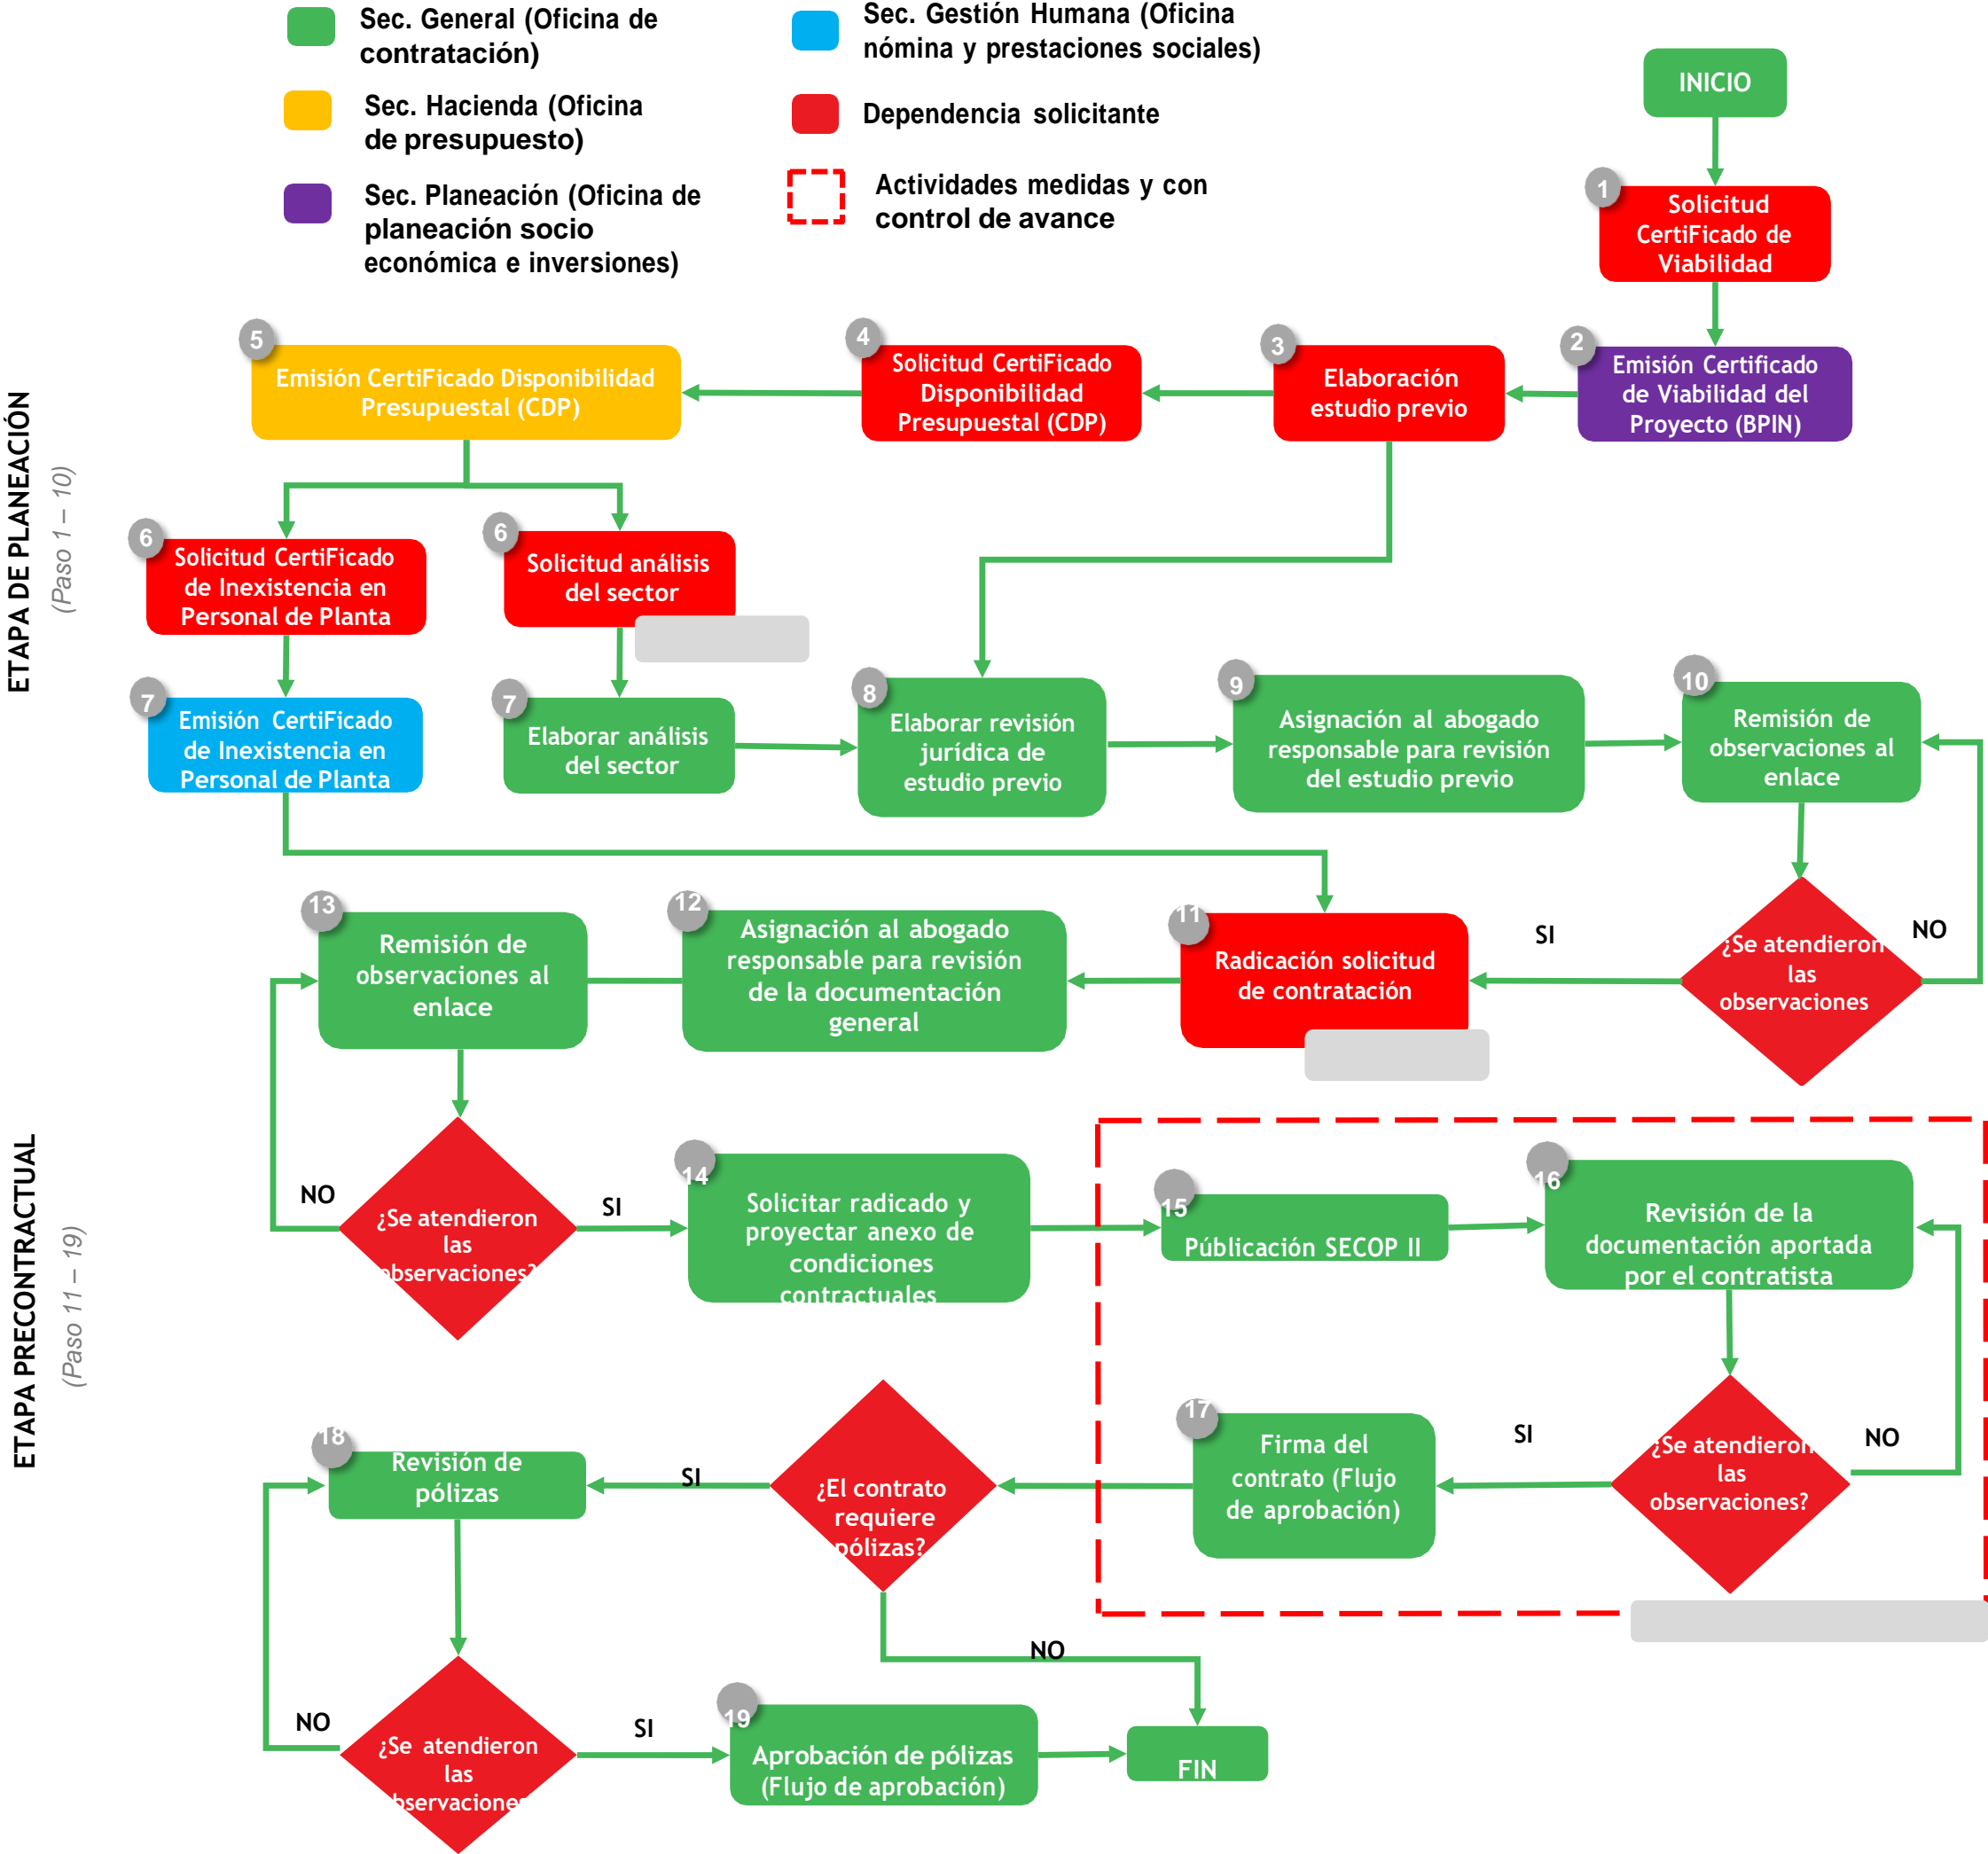 Sec. General (Oficina de
contratación)
Sec. Hacienda (Oficina
de presupuesto)
Sec. Planeación (Oficina de
planeación socio
económica e inversiones)
Sec. Gestión Humana (Oficina
nómina y prestaciones sociales)
Dependencia solicitante
Actividades medidas y con
control de avance
INICIO
1
Solicitud
CertiFicado de
Viabilidad
ETAPA DE PLANEACIÓN
(Paso 1 – 10)
2
Emisión Certificado
de Viabilidad del
Proyecto (BPIN)
3
Elaboración
estudio previo
4
Solicitud CertiFicado
Disponibilidad
Presupuestal (CDP)
5
Emisión CertiFicado Disponibilidad
Presupuestal (CDP)
6
Solicitud CertiFicado
de Inexistencia en
Personal de Planta
6
Solicitud análisis
del sector
7
Emisión CertiFicado
de Inexistencia en
Personal de Planta
7
Elaborar análisis
del sector
8
Elaborar revisión
jurídica de
estudio previo
9
Asignación al abogado
responsable para revisión
del estudio previo
10
Remisión de
observaciones al
enlace
¿Se atendieron
las
observaciones
NO
SI
11
Radicación solicitud
de contratación
12
Asignación al abogado
responsable para revisión
de la documentación
general
13
Remisión de
observaciones al
enlace
ETAPA PRECONTRACTUAL
(Paso 11 – 19)
NO
¿Se atendieron
las
observaciones?
SI
14
Solicitar radicado y
proyectar anexo de
condiciones
contractuales
15
Públicación SECOP II
16
Revisión de la
documentación aportada
por el contratista
¿Se atendieron
las
observaciones?
NO
SI
17
Firma del
contrato (Flujo
de aprobación)
¿El contrato
requiere
pólizas?
SI
NO
18
Revisión de
pólizas
NO
¿Se atendieron
las
observaciones
SI
19
Aprobación de pólizas
(Flujo de aprobación)
FIN